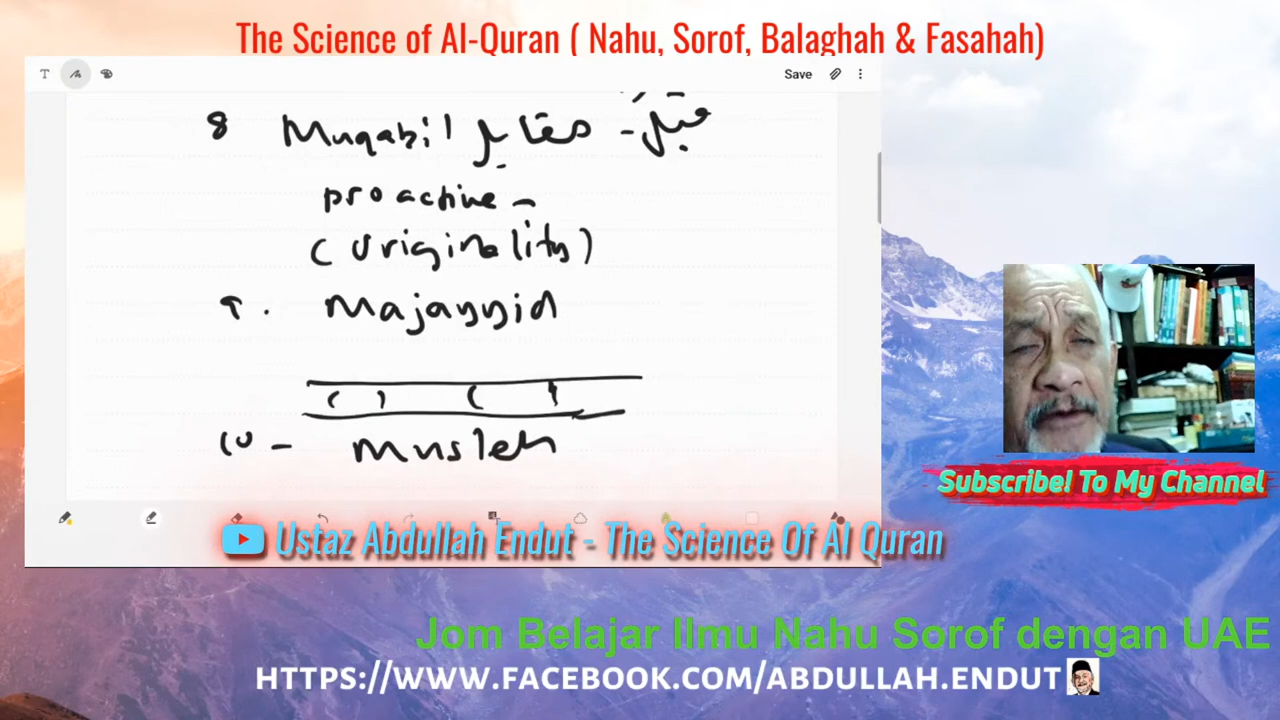 The Science of Al-Quran ( Nahu, Sorof, Balaghah & Fasahah)
T Save
8 Muqabil مقابل - قبل
proactive -
(Originality)
9. Majayyid
( ) ( )
10 - Musleh
Ustaz Abdullah Endut - The Science Of Al Quran
Subscribe! To My Channel
Jom Belajar Ilmu Nahu Sorof dengan UAE
HTTPS://WWW.FACEBOOK.COM/ABDULLAH.ENDUT